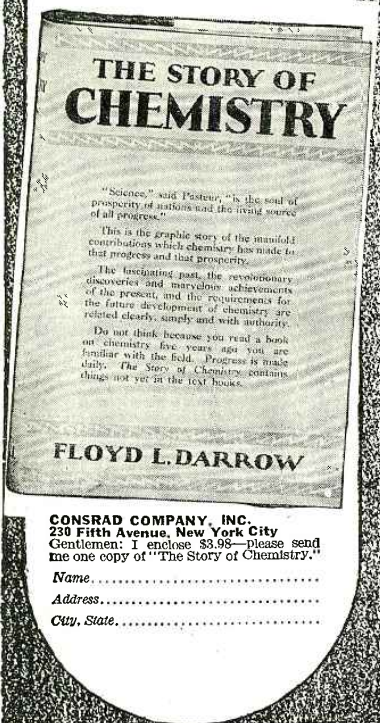 THE STORY OF
CHEMISTRY
"Science," said Pasteur, "is the soul of
prosperity of nations and the living source
of all progress."
This is the graphic story of the manifold
contributions which chemistry has made to
that progress and that prosperity.
The fascinating past, the revolutionary
discoveries and marvelous achievements
of the present, and the requirements for
the future development of chemistry are
related clearly, simply and with authority.
Do not think because you read a book
on chemistry five years ago you are
familiar with the field. Progress is made
daily. The Story of Chemistry contains
things not yet in the text books.
FLOYD L. DARROW
CONSRAD COMPANY, INC.
230 Fifth Avenue, New York City
Gentlemen: I enclose $3.98—Please send
me one copy of "The Story of Chemistry."
Name................................
Address...............................
City, State.............................